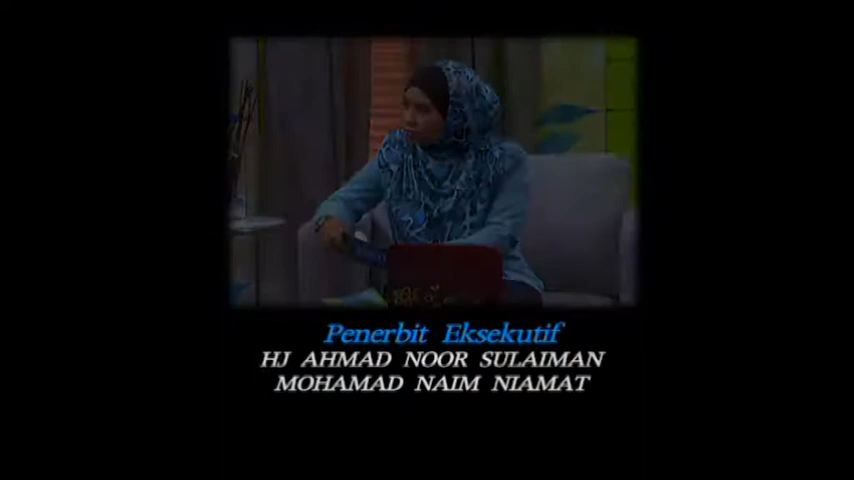 Penerbit Eksekutif
HJ AHMAD NOOR SULAIMAN
MOHAMAD NAIM NIAMAT